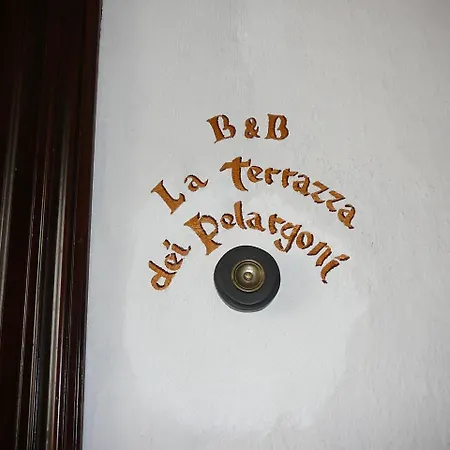 B & B
La terrazza
dei Pelargoni